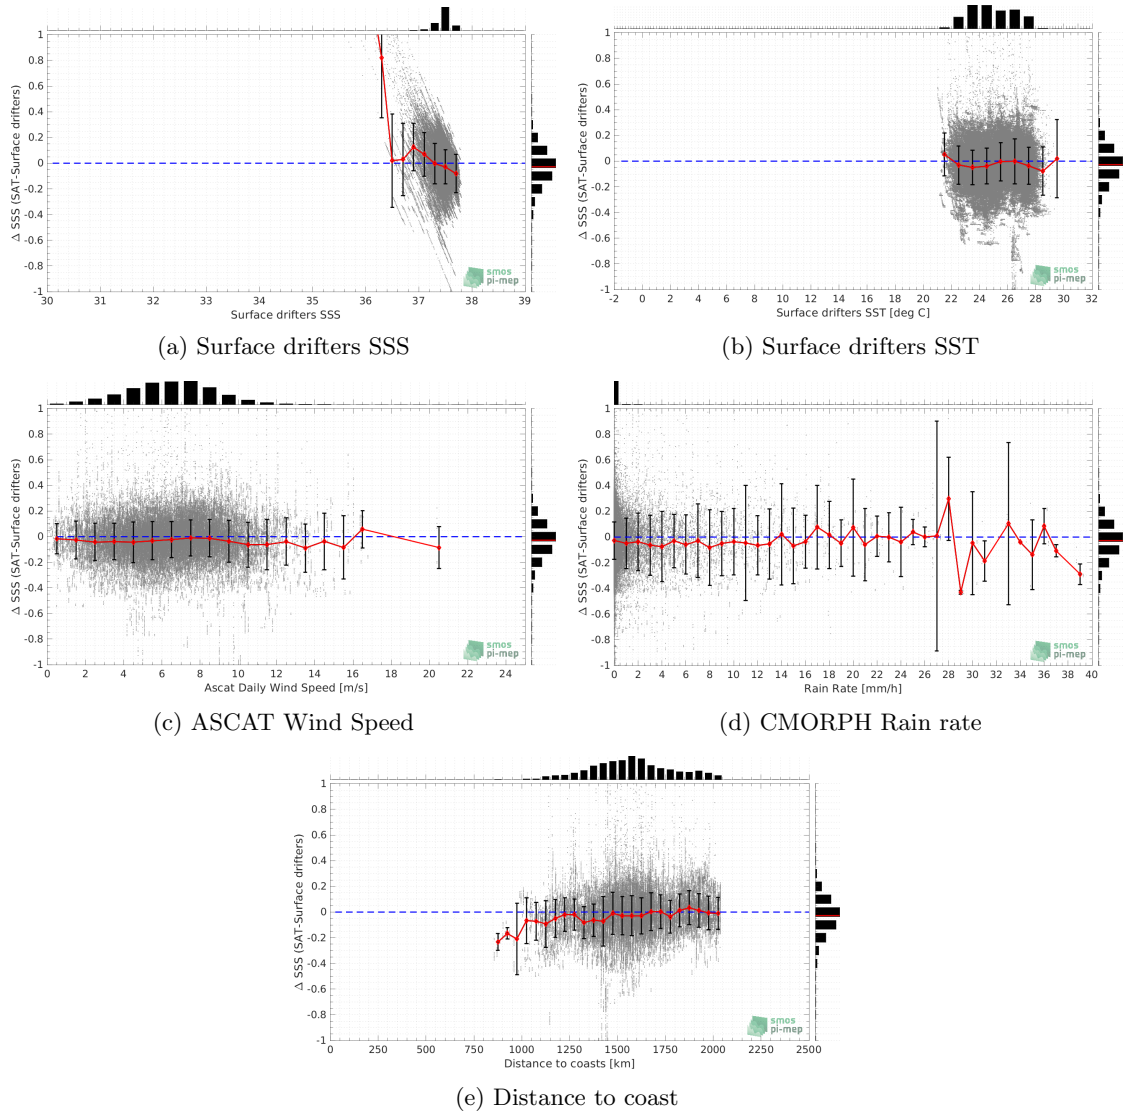 1
0.8
0.6
0.4
0.2
0
-0.2
-0.4
-0.6
-0.8
-1
Δ SSS (SAT-Surface drifters)
smos
pi-mep
30 31 32 33 34 35 36 37 38 39
Surface drifters SSS
(a) Surface drifters SSS
1
0.8
0.6
0.4
0.2
0
-0.2
-0.4
-0.6
-0.8
-1
Δ SSS (SAT-Surface drifters)
smos
pi-mep
-2 0 2 4 6 8 10 12 14 16 18 20 22 24 26 28 30 32
Surface drifters SST [deg C]
(b) Surface drifters SST
1
0.8
0.6
0.4
0.2
0
-0.2
-0.4
-0.6
-0.8
-1
Δ SSS (SAT-Surface drifters)
smos
pi-mep
0 2 4 6 8 10 12 14 16 18 20 22 24
Ascat Daily Wind Speed [m/s]
(c) ASCAT Wind Speed
1
0.8
0.6
0.4
0.2
0
-0.2
-0.4
-0.6
-0.8
-1
Δ SSS (SAT-Surface drifters)
smos
pi-mep
0 2 4 6 8 10 12 14 16 18 20 22 24 26 28 30 32 34 36 38 40
Rain Rate [mm/h]
(d) CMORPH Rain rate
1
0.8
0.6
0.4
0.2
0
-0.2
-0.4
-0.6
-0.8
-1
Δ SSS (SAT-Surface drifters)
smos
pi-mep
0 250 500 750 1000 1250 1500 1750 2000 2250 2500
Distance to coasts [km]
(e) Distance to coast